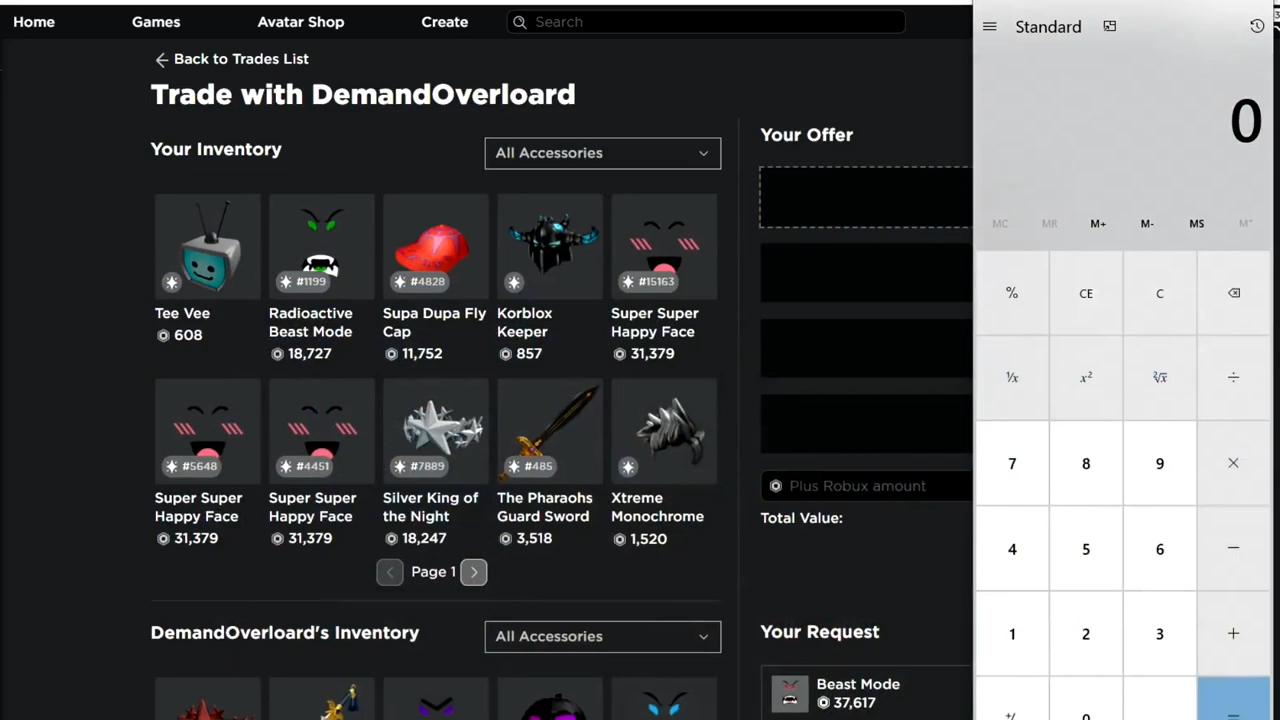 Home Games Avatar Shop Create Search
Back to Trades List
Trade with DemandOverloard
Your Inventory
All Accessories
Tee Vee
608
#1199
Radioactive
Beast Mode
18,727
#4828
Supa Dupa Fly
Cap
11,752
Korblox
Keeper
857
#15163
Super Super
Happy Face
31,379
#5648
Super Super
Happy Face
31,379
#4451
Super Super
Happy Face
31,379
#7889
Silver King of
the Night
18,247
#485
The Pharaohs
Guard Sword
3,518
Xtreme
Monochrome
1,520
Page 1
DemandOverloard's Inventory
All Accessories
Your Offer
Plus Robux amount
Total Value:
Your Request
Beast Mode
37,617
Standard
0
MC MR M+ M- MS M˅
% CE C
⅟x x² ²√x ÷
7 8 9 ×
4 5 6 −
1 2 3 +
+/ 0 =